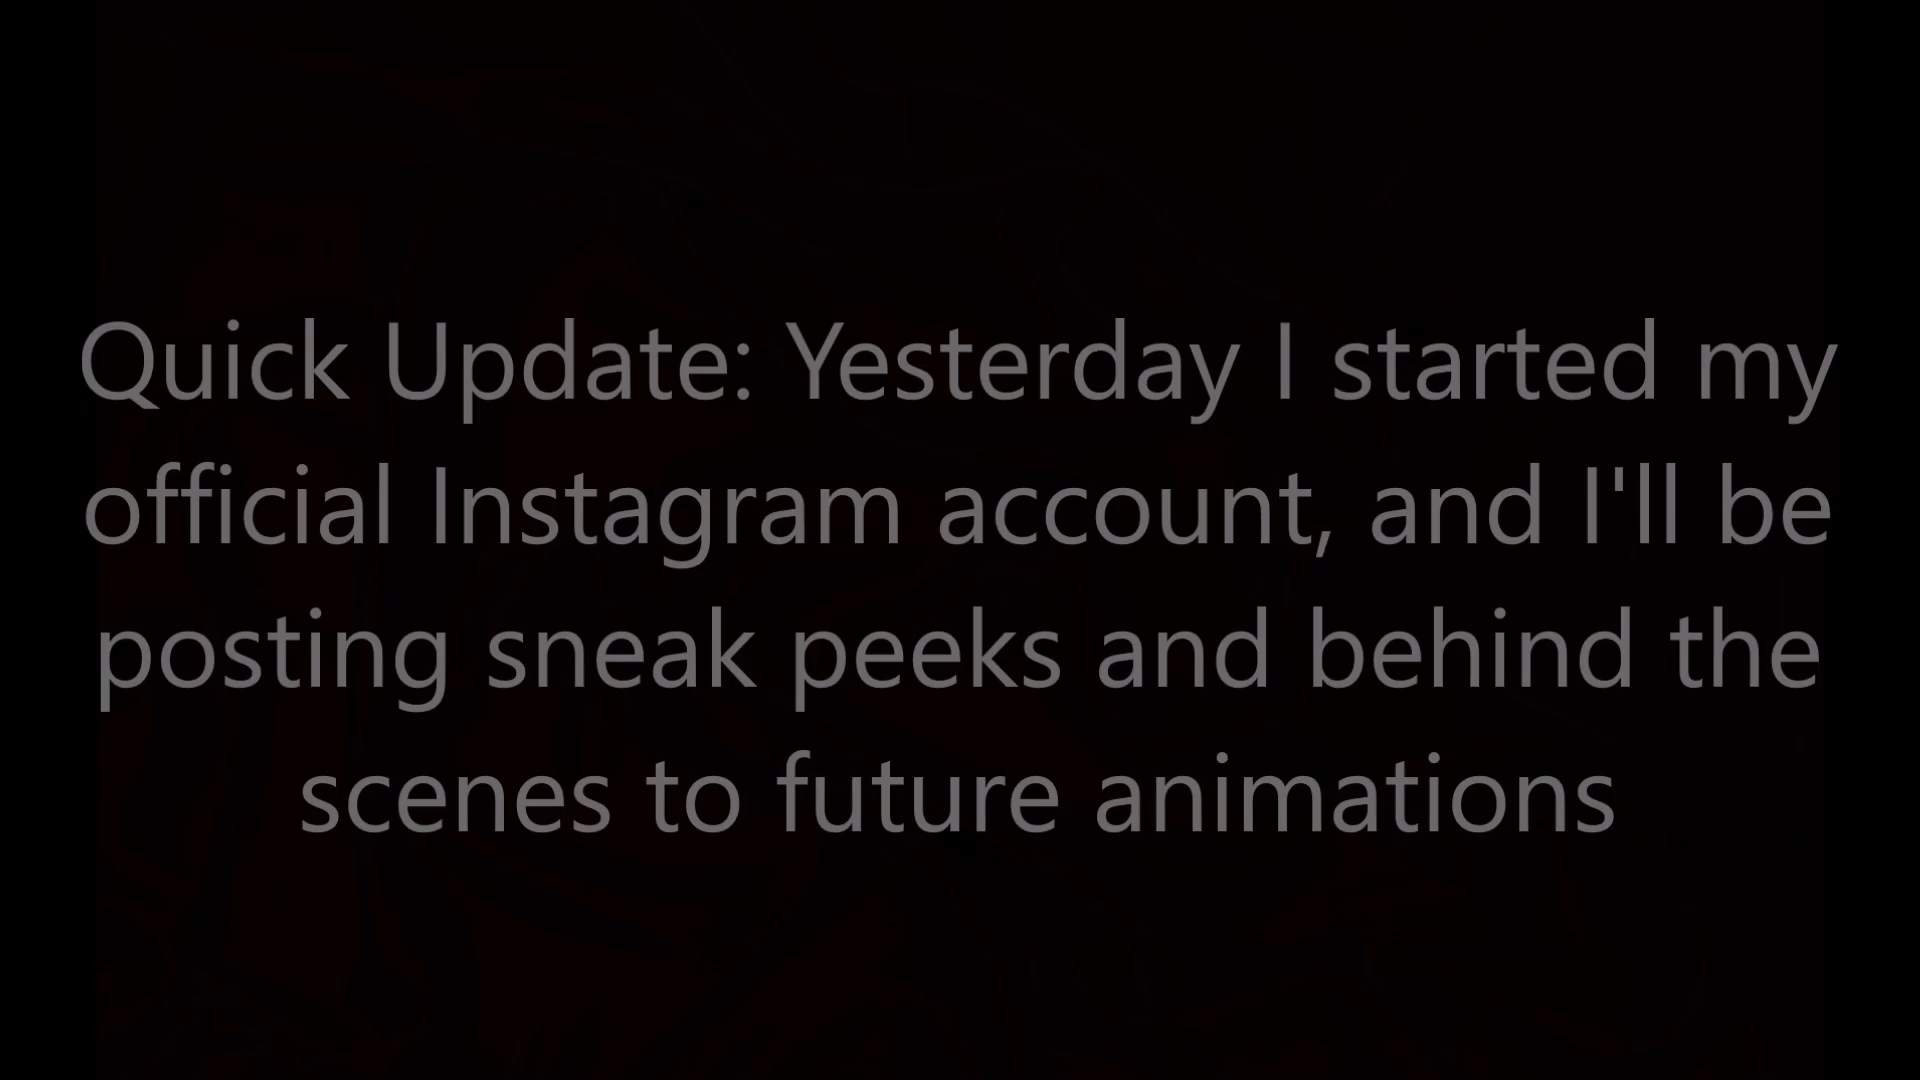 Quick Update: Yesterday I started my
official Instagram account, and I'll be
posting sneak peeks and behind the
scenes to future animations